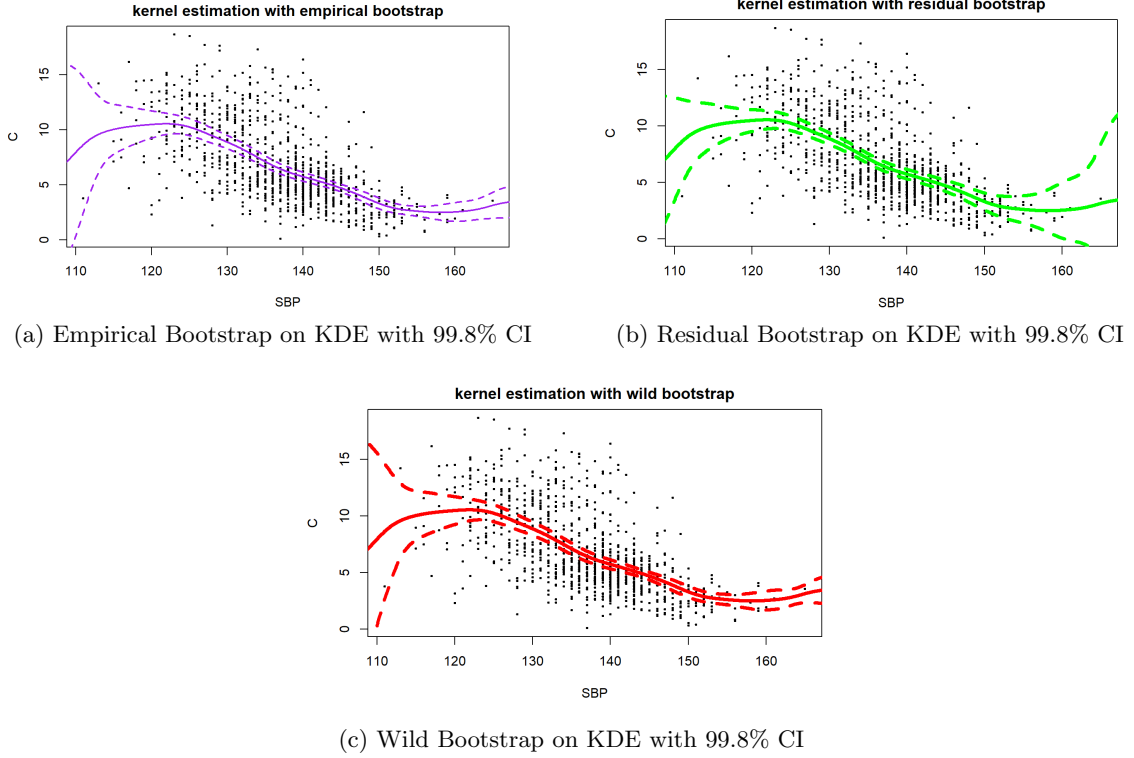 kernel estimation with empirical bootstrap
C
15
10
5
0
110 120 130 140 150 160
SBP
(a) Empirical Bootstrap on KDE with 99.8% CI
kernel estimation with residual bootstrap
C
15
10
5
0
110 120 130 140 150 160
SBP
(b) Residual Bootstrap on KDE with 99.8% CI
kernel estimation with wild bootstrap
C
15
10
5
0
110 120 130 140 150 160
SBP
(c) Wild Bootstrap on KDE with 99.8% CI